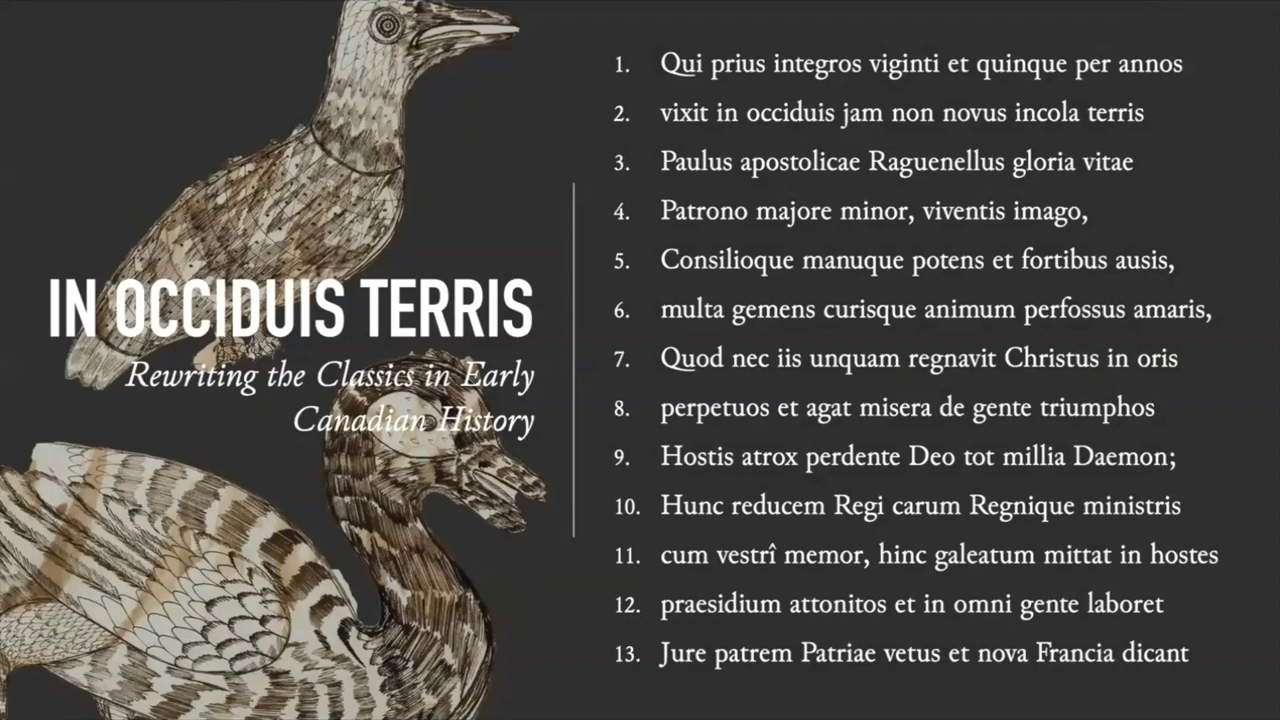 IN OCCIDUIS TERRIS
Rewriting the Classics in Early
Canadian History
1. Qui prius integros viginti et quinque per annos
2. vixit in occiduis jam non novus incola terris
3. Paulus apostolicae Raguenellus gloria vitae
4. Patrono majore minor, viventis imago,
5. Consilioque manuque potens et fortibus ausis,
6. multa gemens curisque animum perfossus amaris,
7. Quod nec iis unquam regnavit Christus in oris
8. perpetuos et agat misera de gente triumphos
9. Hostis atrox perdente Deo tot millia Daemon;
10. Hunc reducem Regi carum Regnique ministris
11. cum vestrî memor, hinc galeatum mittat in hostes
12. praesidium attonitos et in omni gente laboret
13. Jure patrem Patriae vetus et nova Francia dicant